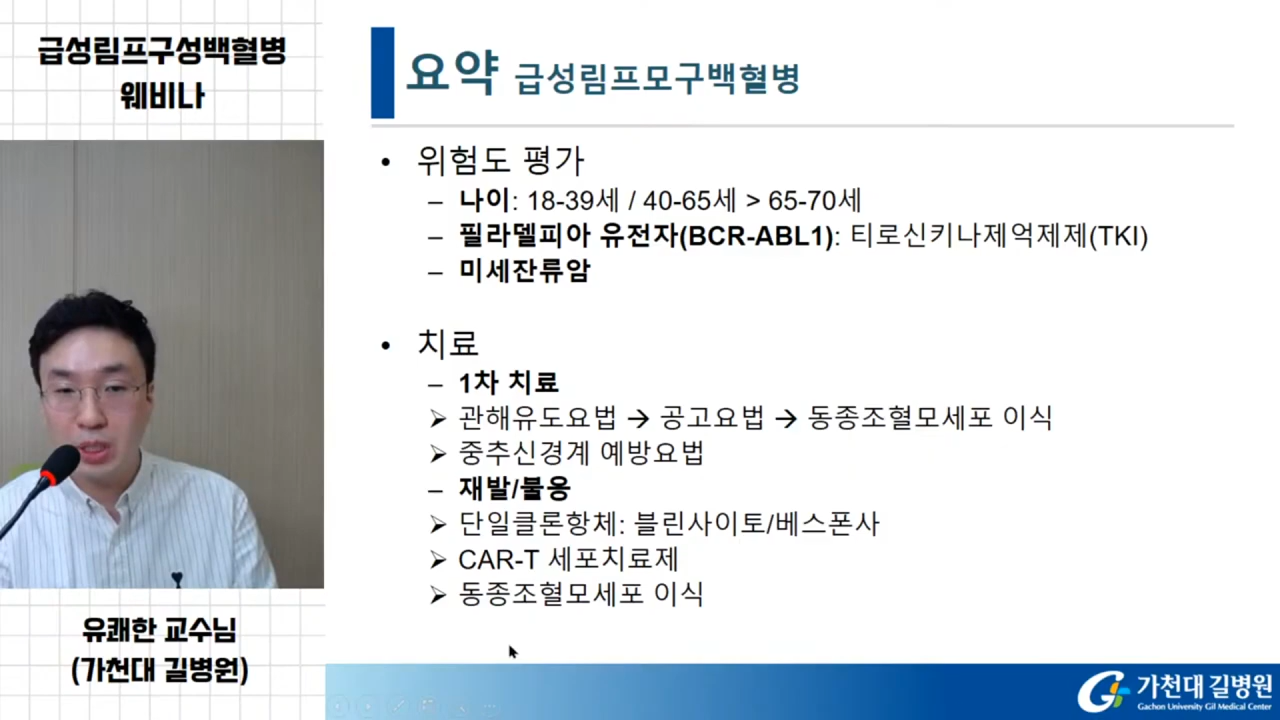 급성림프구성백혈병
웨비나
유쾌한 교수님
(가천대 길병원)
요약 급성림프모구백혈병
• 위험도 평가
– 나이: 18-39세 / 40-65세 > 65-70세
– 필라델피아 유전자(BCR-ABL1): 티로신키나제억제제(TKI)
– 미세잔류암
• 치료
– 1차 치료
➢ 관해유도요법 → 공고요법 → 동종조혈모세포 이식
➢ 중추신경계 예방요법
– 재발/불응
➢ 단일클론항체: 블린사이토/베스폰사
➢ CAR-T 세포치료제
➢ 동종조혈모세포 이식
가천대 길병원
Gachon University Gil Medical Center